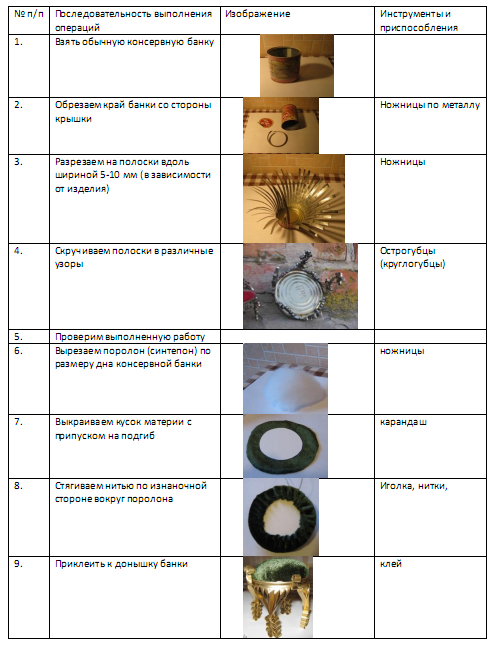 № п/п Последовательность выполнения операций Изображение Инструменты и приспособления
1. Взять обычную консервную банку
2. Обрезаем край банки со стороны крышки Ножницы по металлу
3. Разрезаем на полоски вдоль шириной 5-10 мм (в зависимости от изделия) Ножницы
4. Скручиваем полоски в различные узоры Острогубцы (круглогубцы)
5. Проверим выполненную работу
6. Вырезаем поролон (синтепон) по размеру дна консервной банки ножницы
7. Выкраиваем кусок материи с припуском на подгиб карандаш
8. Стягиваем нитью по изнаночной стороне вокруг поролона Иголка, нитки,
9. Приклеить к донышку банки клей